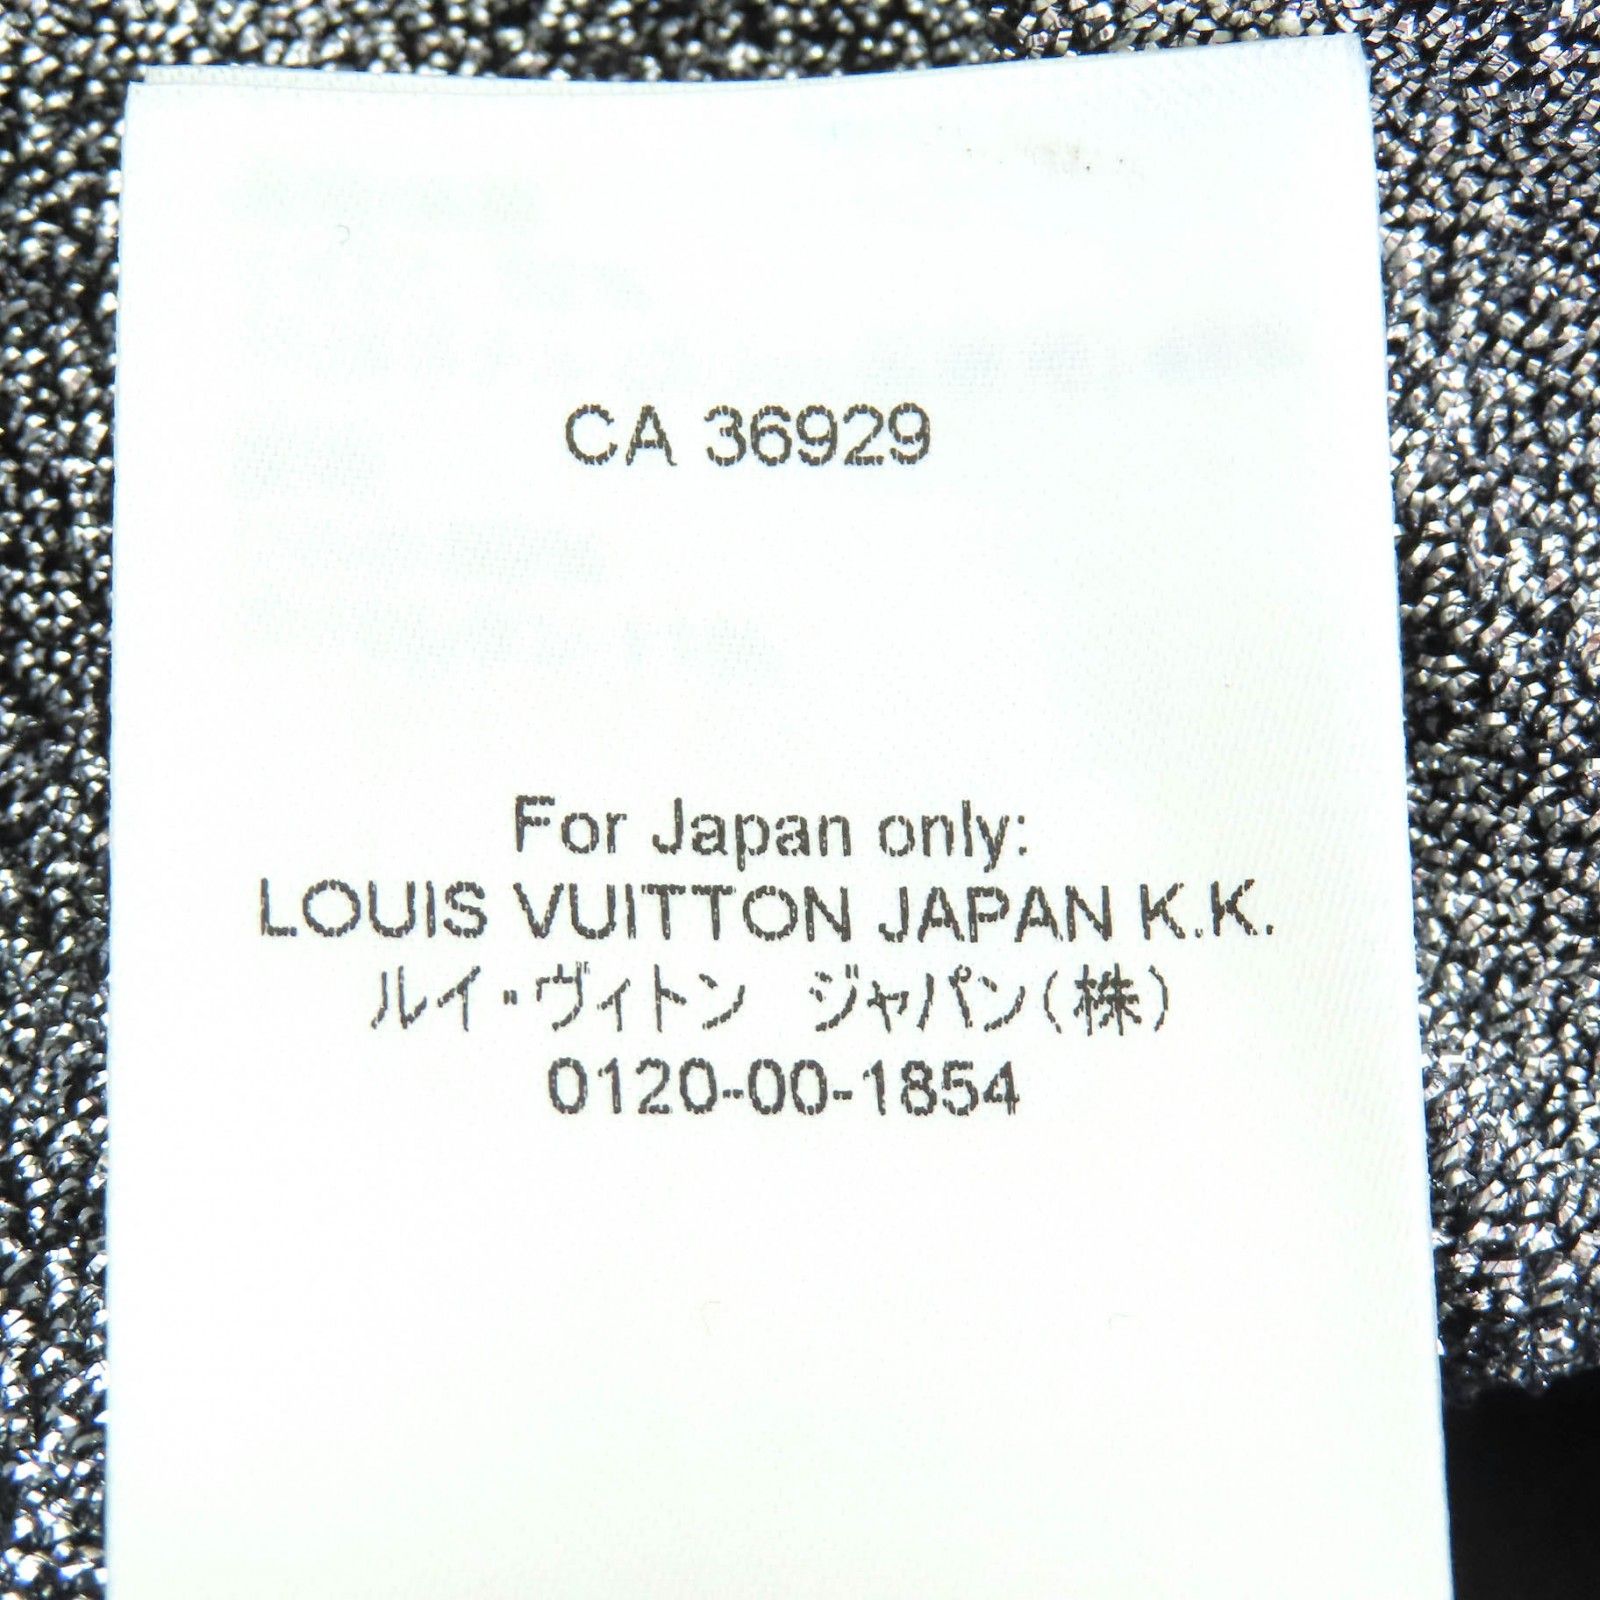 CA 36929
For Japan only:
LOUIS VUITTON JAPAN K.K.
ルイ・ヴィトン　ジャパン(株)
0120-00-1854